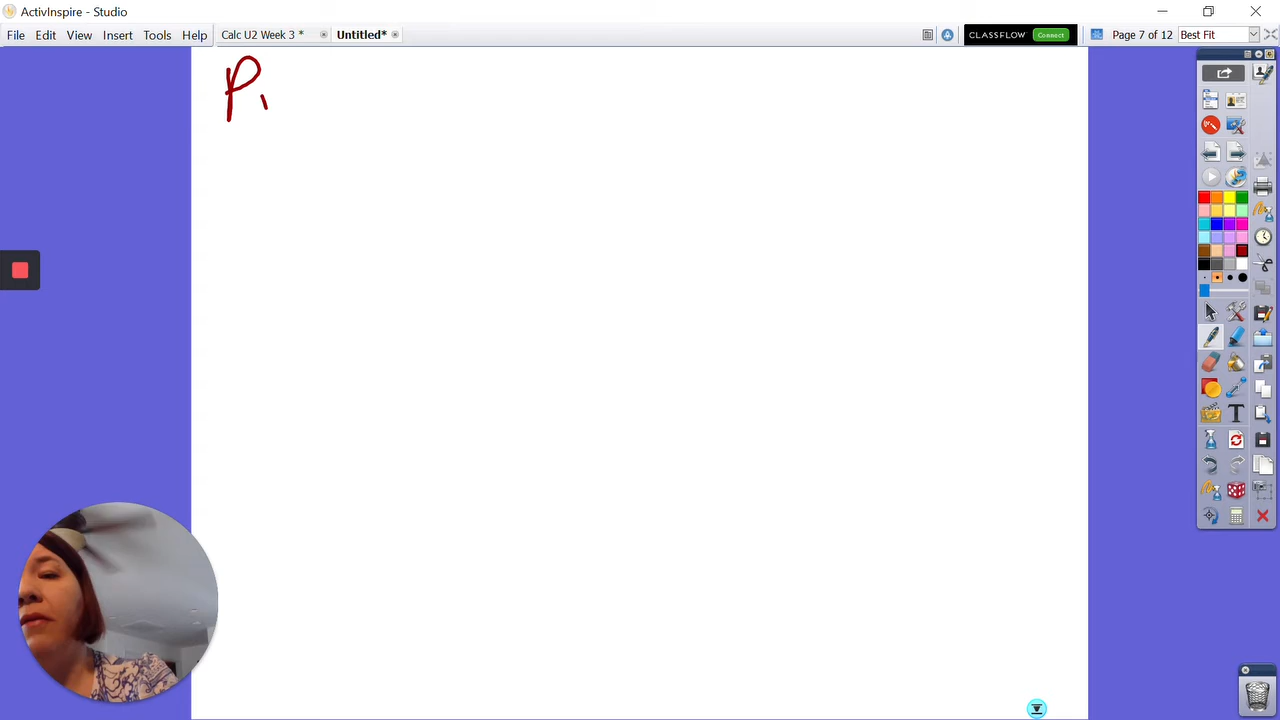 ActivInspire - Studio
File Edit View Insert Tools Help Calc U2 Week 3 * Untitled* CLASSFLOW Connect Page 7 of 12 Best Fit
P
T